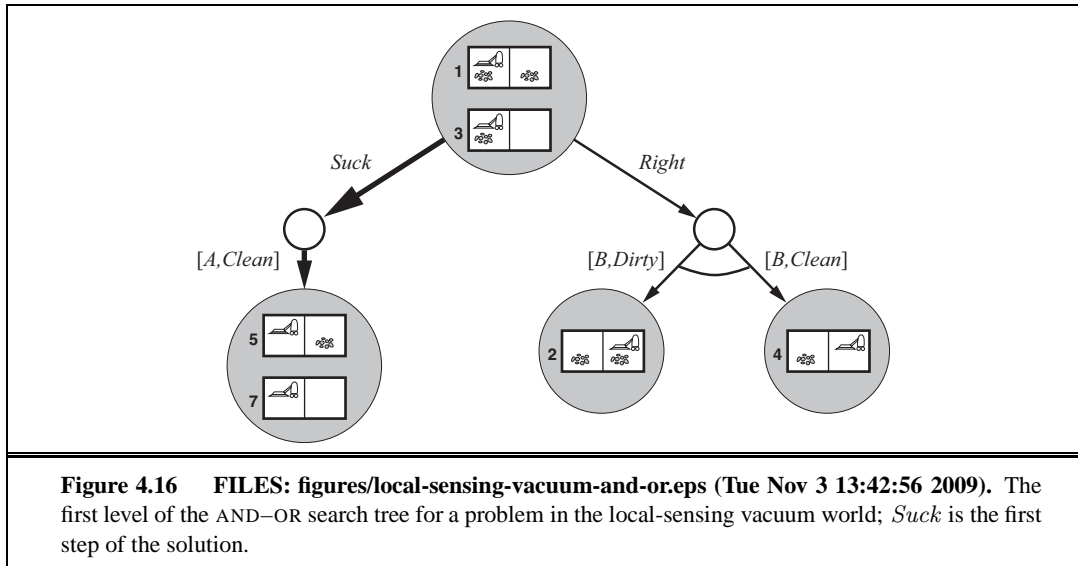 1
3
Suck
Right
[A,Clean]
[B,Dirty]
[B,Clean]
5
2
4
7
Figure 4.16 FILES: figures/local-sensing-vacuum-and-or.eps (Tue Nov 3 13:42:56 2009). The
first level of the AND–OR search tree for a problem in the local-sensing vacuum world; Suck is the first
step of the solution.